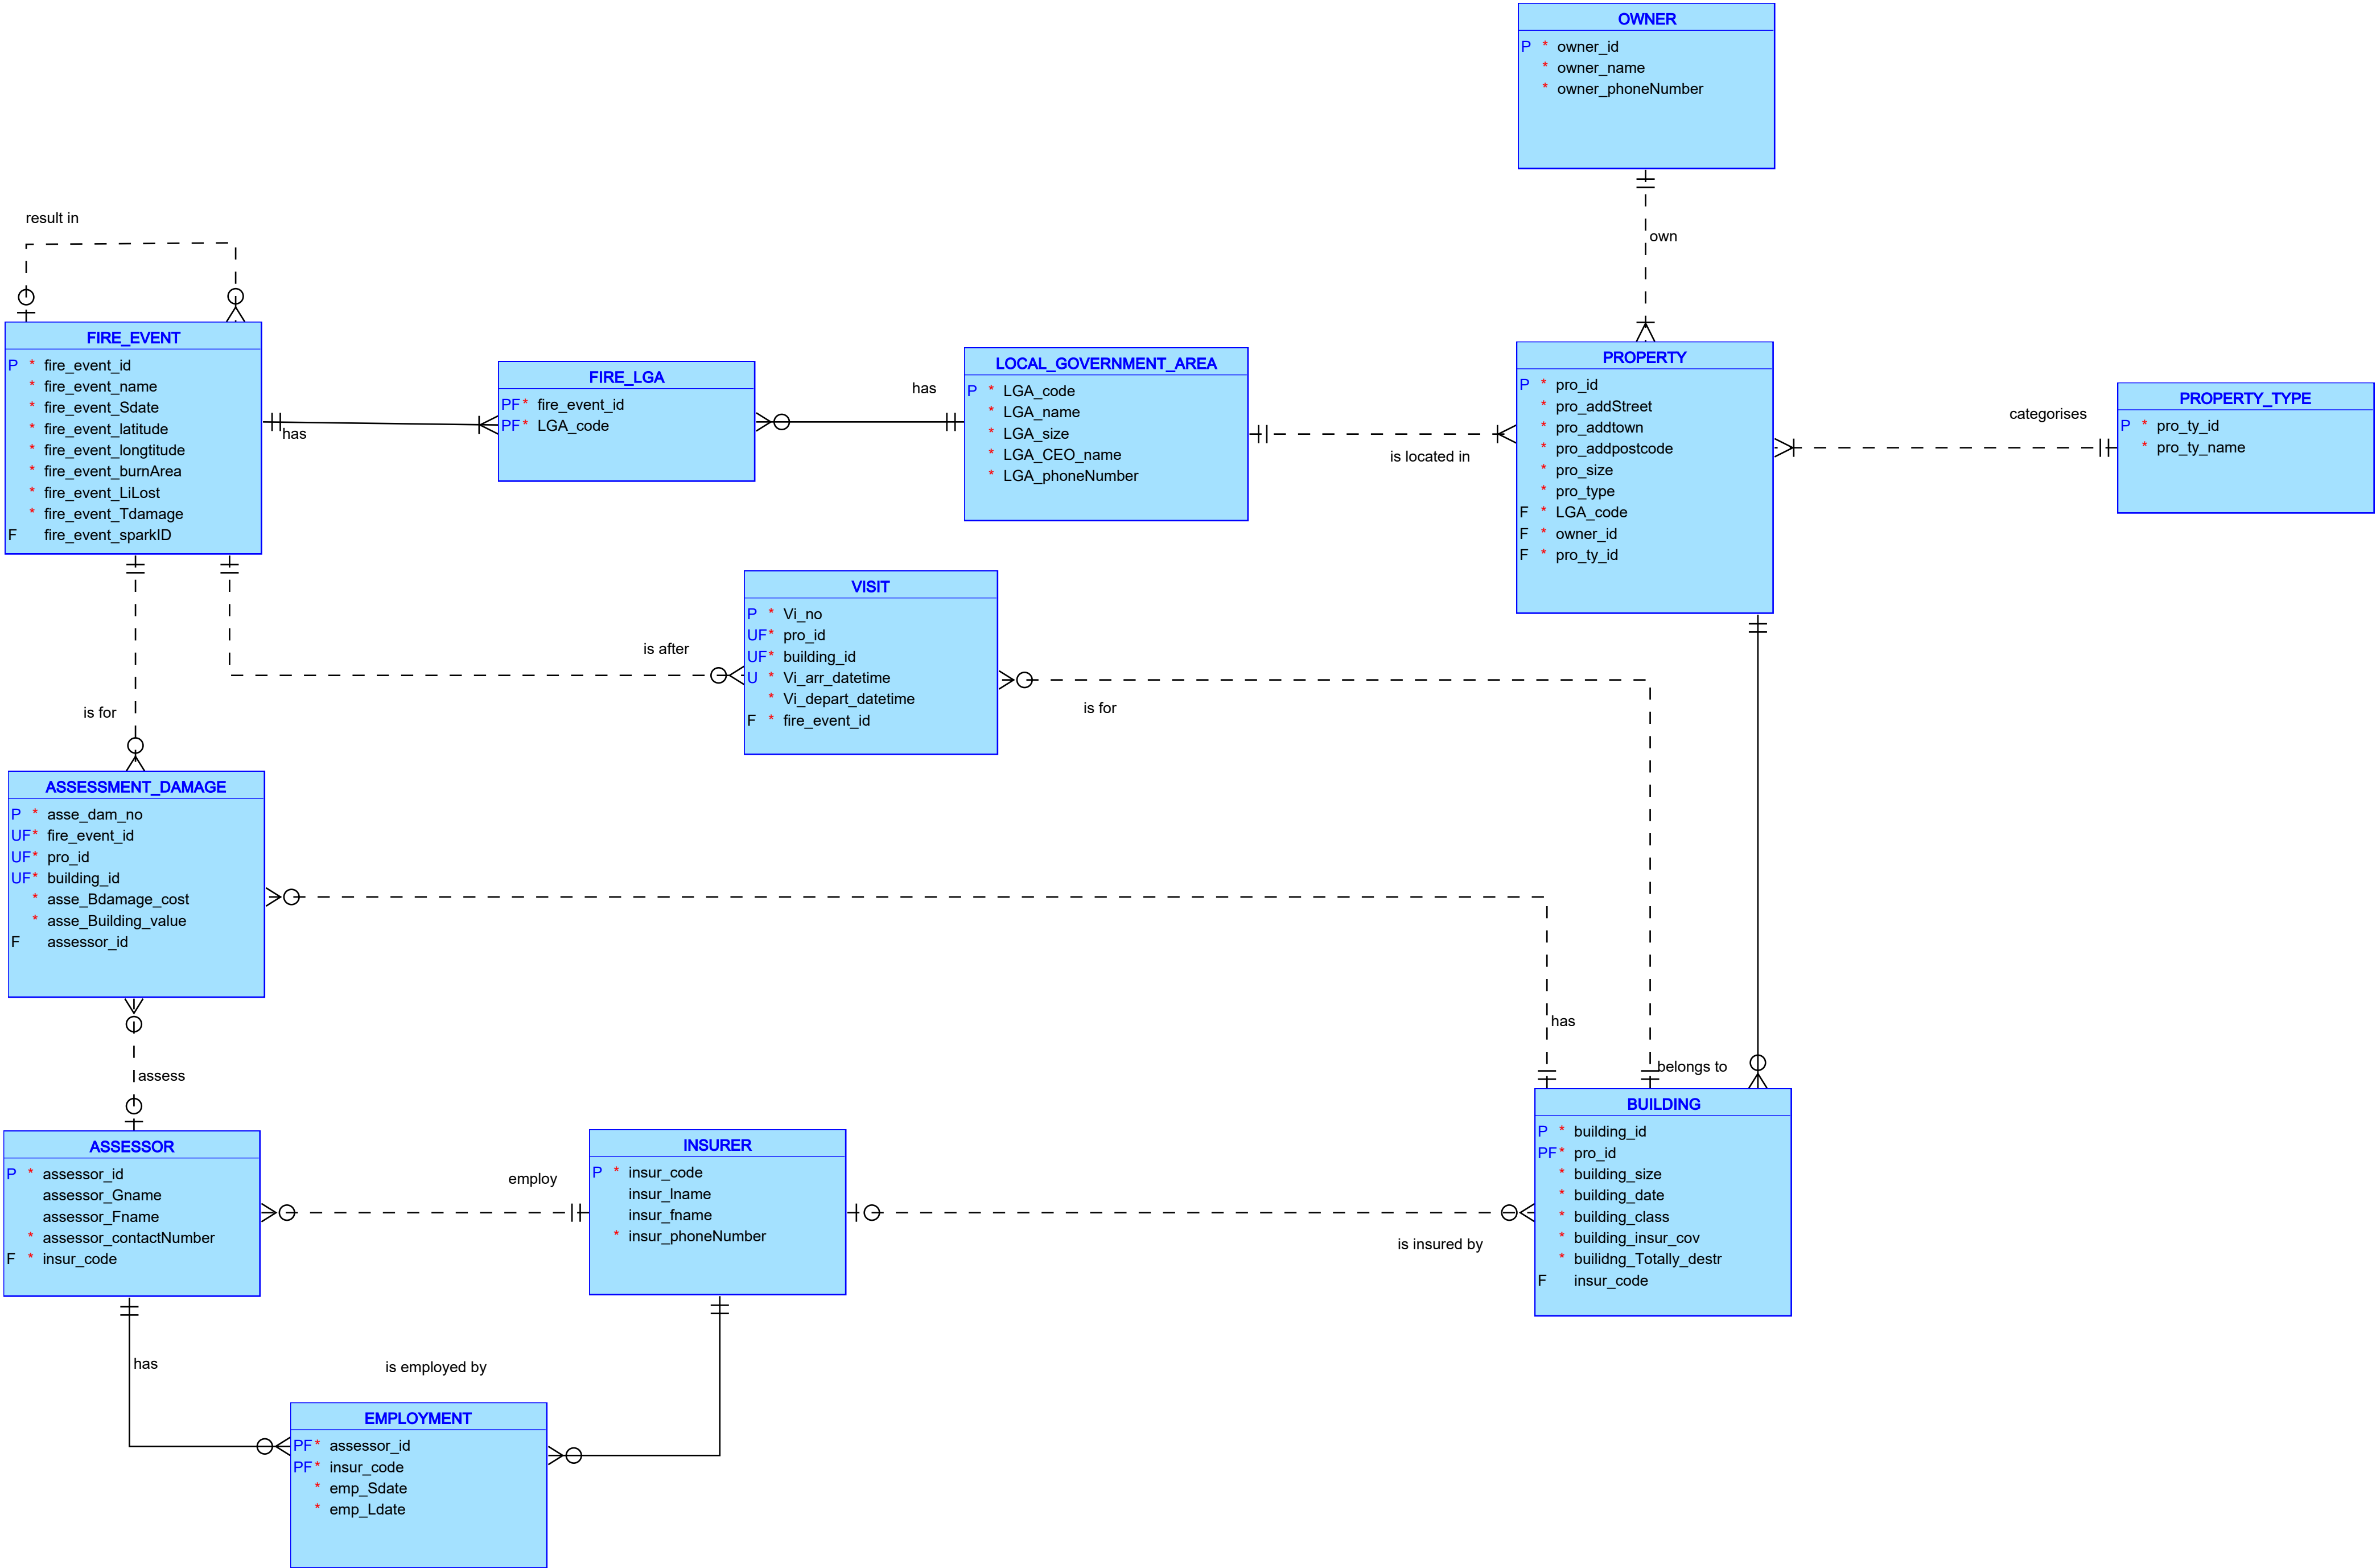 OWNER
P * owner_id
* owner_name
* owner_phoneNumber
result in
own
FIRE_EVENT
P * fire_event_id
* fire_event_name
* fire_event_Sdate
* fire_event_latitude
* fire_event_longtitude
* fire_event_burnArea
* fire_event_LiLost
* fire_event_Tdamage
F fire_event_sparkID
has
FIRE_LGA
PF* fire_event_id
PF* LGA_code
has
LOCAL_GOVERNMENT_AREA
P * LGA_code
* LGA_name
* LGA_size
* LGA_CEO_name
* LGA_phoneNumber
is located in
PROPERTY
P * pro_id
* pro_addStreet
* pro_addtown
* pro_addpostcode
* pro_size
* pro_type
F * LGA_code
F * owner_id
F * pro_ty_id
categorises
PROPERTY_TYPE
P * pro_ty_id
* pro_ty_name
VISIT
P * Vi_no
UF* pro_id
UF* building_id
U * Vi_arr_datetime
* Vi_depart_datetime
F * fire_event_id
is after
is for
is for
ASSESSMENT_DAMAGE
P * asse_dam_no
UF* fire_event_id
UF* pro_id
UF* building_id
* asse_Bdamage_cost
* asse_Building_value
F assessor_id
has
belongs to
assess
ASSESSOR
P * assessor_id
assessor_Gname
assessor_Fname
* assessor_contactNumber
F * insur_code
employ
INSURER
P * insur_code
insur_lname
insur_fname
* insur_phoneNumber
is insured by
BUILDING
P * building_id
PF* pro_id
* building_size
* building_date
* building_class
* building_insur_cov
* builidng_Totally_destr
F insur_code
has
is employed by
EMPLOYMENT
PF* assessor_id
PF* insur_code
* emp_Sdate
* emp_Ldate